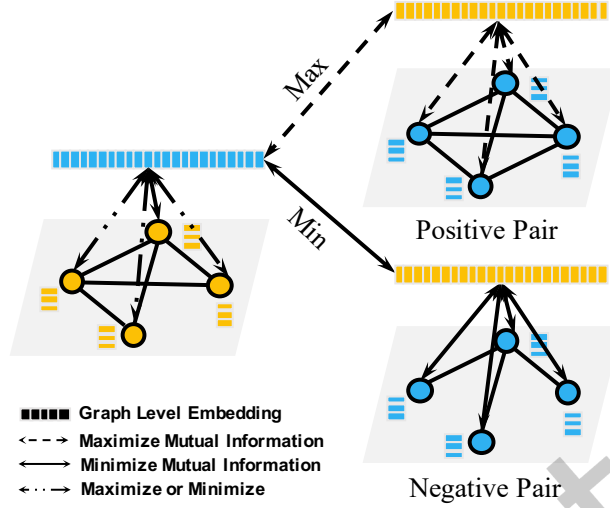 Max
Min
Positive Pair
Graph Level Embedding
Maximize Mutual Information
Minimize Mutual Information
Maximize or Minimize
Negative Pair